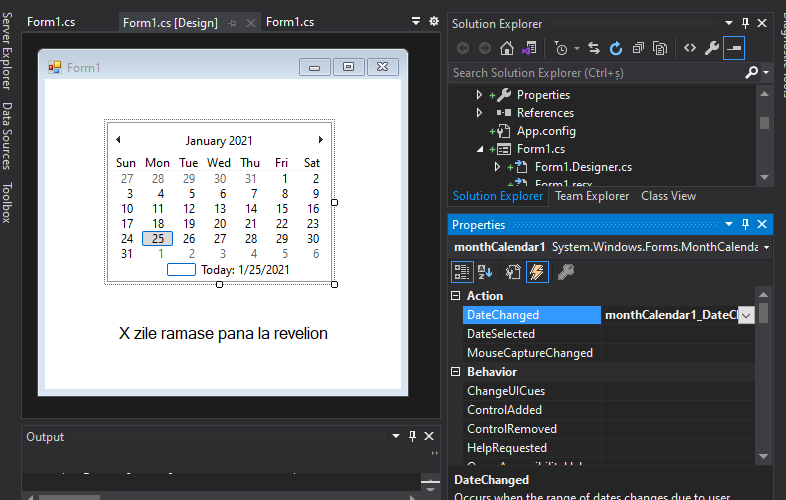 Form1.cs
Form1.cs [Design]
Form1.cs
Server Explorer
Data Sources
Toolbox
Form1
January 2021
Sun Mon Tue Wed Thu Fri Sat
27 28 29 30 31 1 2
3 4 5 6 7 8 9
10 11 12 13 14 15 16
17 18 19 20 21 22 23
24 25 26 27 28 29 30
31 1 2 3 4 5 6
Today: 1/25/2021
X zile ramase pana la revelion
Output
Solution Explorer
Search Solution Explorer (Ctrl+ș)
Properties
References
App.config
Form1.cs
Form1.Designer.cs
Form1.resx
Solution Explorer Team Explorer Class View
Properties
monthCalendar1 System.Windows.Forms.MonthCalenda
Action
DateChanged monthCalendar1_DateCl
DateSelected
MouseCaptureChanged
Behavior
ChangeUICues
ControlAdded
ControlRemoved
HelpRequested
DateChanged
Occurs when the range of dates changes due to user